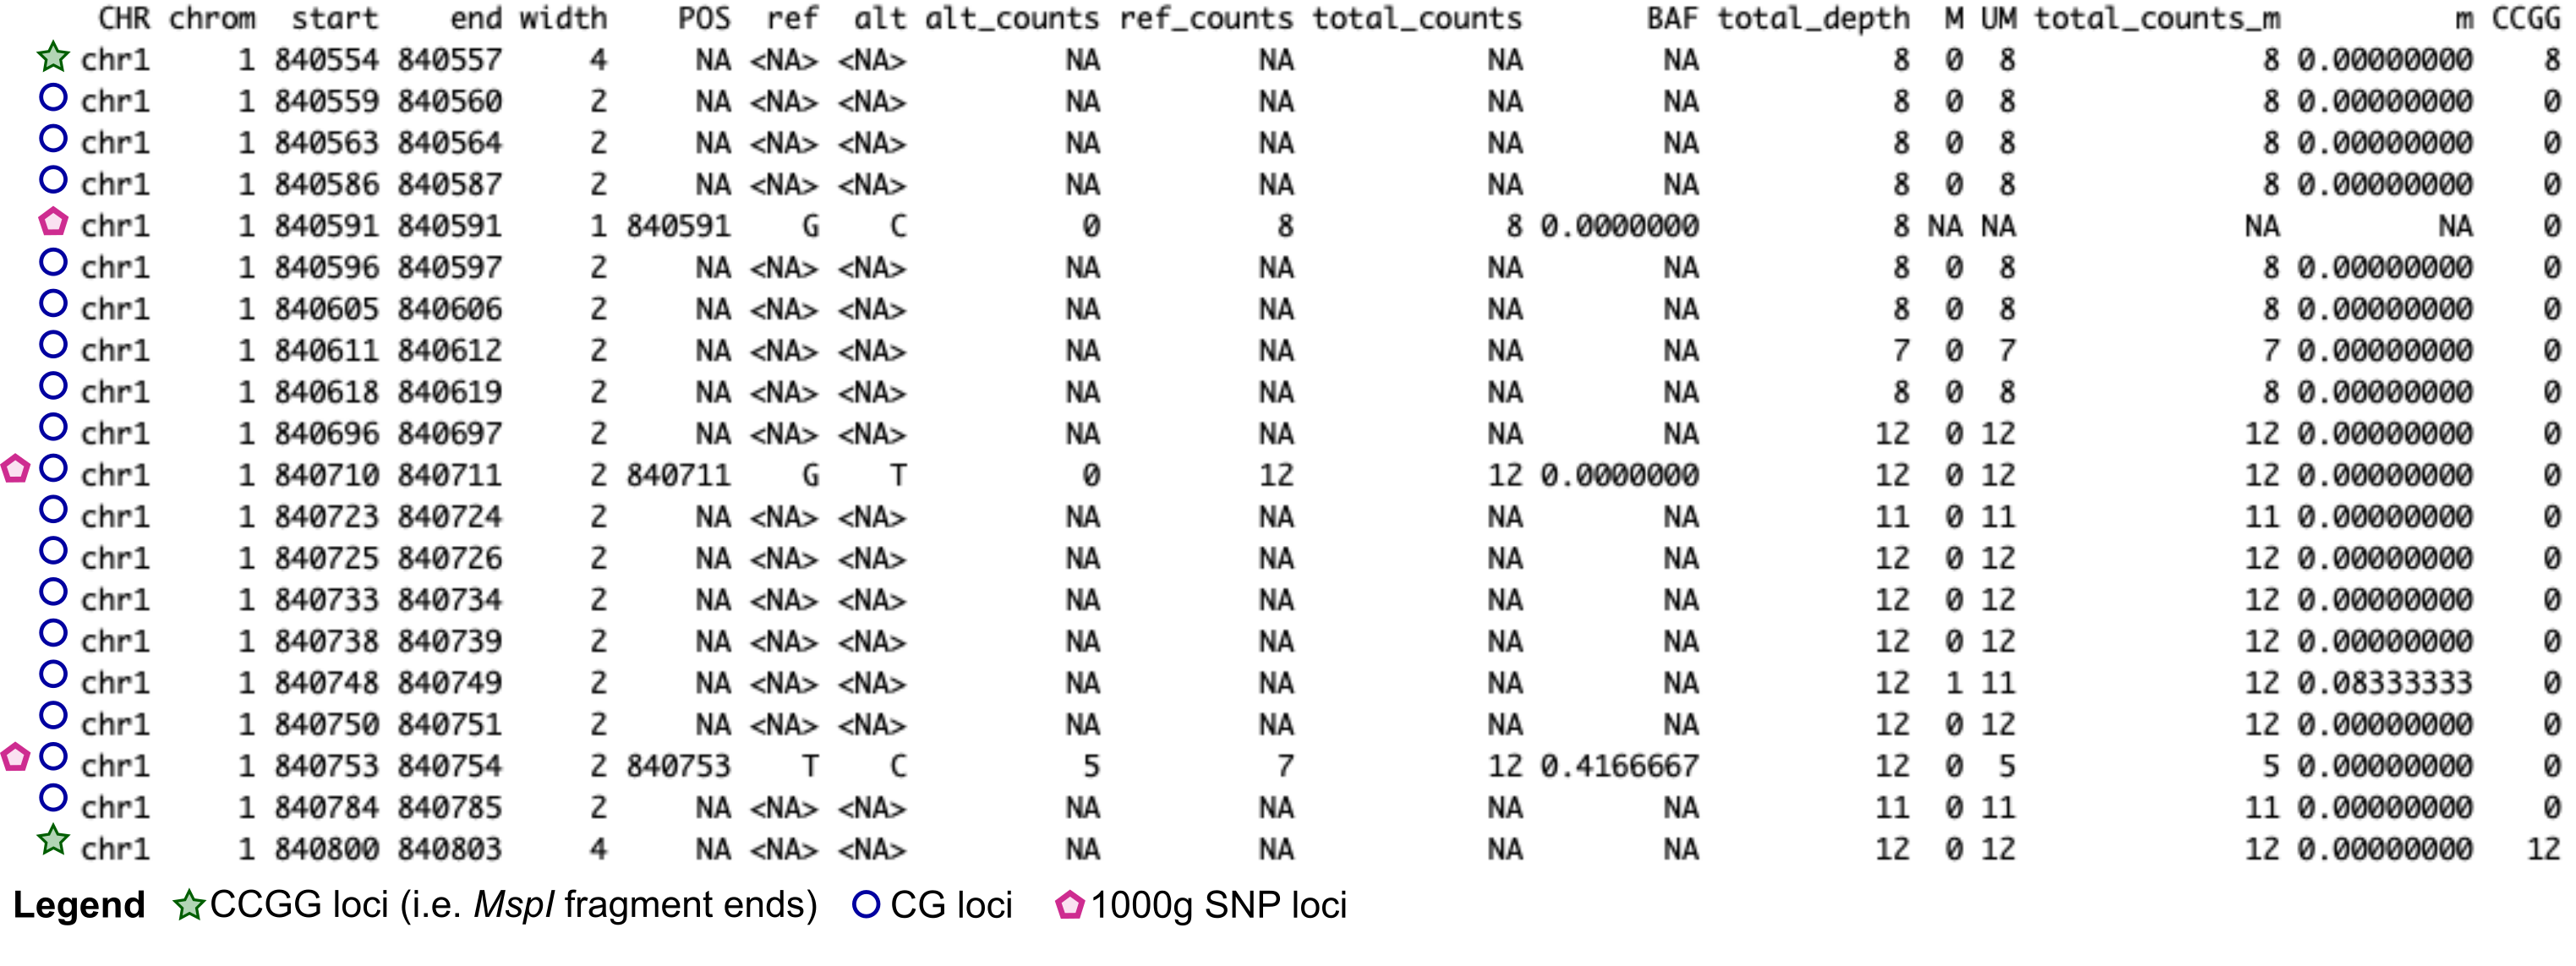 CHR chrom start end width POS ref alt alt_counts ref_counts total_counts BAF total_depth M UM total_counts_m m CCGG
chr1 1 840554 840557 4 NA <NA> <NA> NA NA NA NA 8 0 8 8 0.00000000 8
chr1 1 840559 840560 2 NA <NA> <NA> NA NA NA NA 8 0 8 8 0.00000000 0
chr1 1 840563 840564 2 NA <NA> <NA> NA NA NA NA 8 0 8 8 0.00000000 0
chr1 1 840586 840587 2 NA <NA> <NA> NA NA NA NA 8 0 8 8 0.00000000 0
chr1 1 840591 840591 1 840591 G C 0 8 8 0.0000000 8 NA NA NA NA 0
chr1 1 840596 840597 2 NA <NA> <NA> NA NA NA NA 8 0 8 8 0.00000000 0
chr1 1 840605 840606 2 NA <NA> <NA> NA NA NA NA 8 0 8 8 0.00000000 0
chr1 1 840611 840612 2 NA <NA> <NA> NA NA NA NA 7 0 7 7 0.00000000 0
chr1 1 840618 840619 2 NA <NA> <NA> NA NA NA NA 8 0 8 8 0.00000000 0
chr1 1 840696 840697 2 NA <NA> <NA> NA NA NA NA 12 0 12 12 0.00000000 0
chr1 1 840710 840711 2 840711 G T 0 12 12 0.0000000 12 0 12 12 0.00000000 0
chr1 1 840723 840724 2 NA <NA> <NA> NA NA NA NA 11 0 11 11 0.00000000 0
chr1 1 840725 840726 2 NA <NA> <NA> NA NA NA NA 12 0 12 12 0.00000000 0
chr1 1 840733 840734 2 NA <NA> <NA> NA NA NA NA 12 0 12 12 0.00000000 0
chr1 1 840738 840739 2 NA <NA> <NA> NA NA NA NA 12 0 12 12 0.00000000 0
chr1 1 840748 840749 2 NA <NA> <NA> NA NA NA NA 12 1 11 12 0.08333333 0
chr1 1 840750 840751 2 NA <NA> <NA> NA NA NA NA 12 0 12 12 0.00000000 0
chr1 1 840753 840754 2 840753 T C 5 7 12 0.4166667 12 0 5 5 0.00000000 0
chr1 1 840784 840785 2 NA <NA> <NA> NA NA NA NA 11 0 11 11 0.00000000 0
chr1 1 840800 840803 4 NA <NA> <NA> NA NA NA NA 12 0 12 12 0.00000000 12
Legend CCGG loci (i.e. MspI fragment ends) CG loci 1000g SNP loci